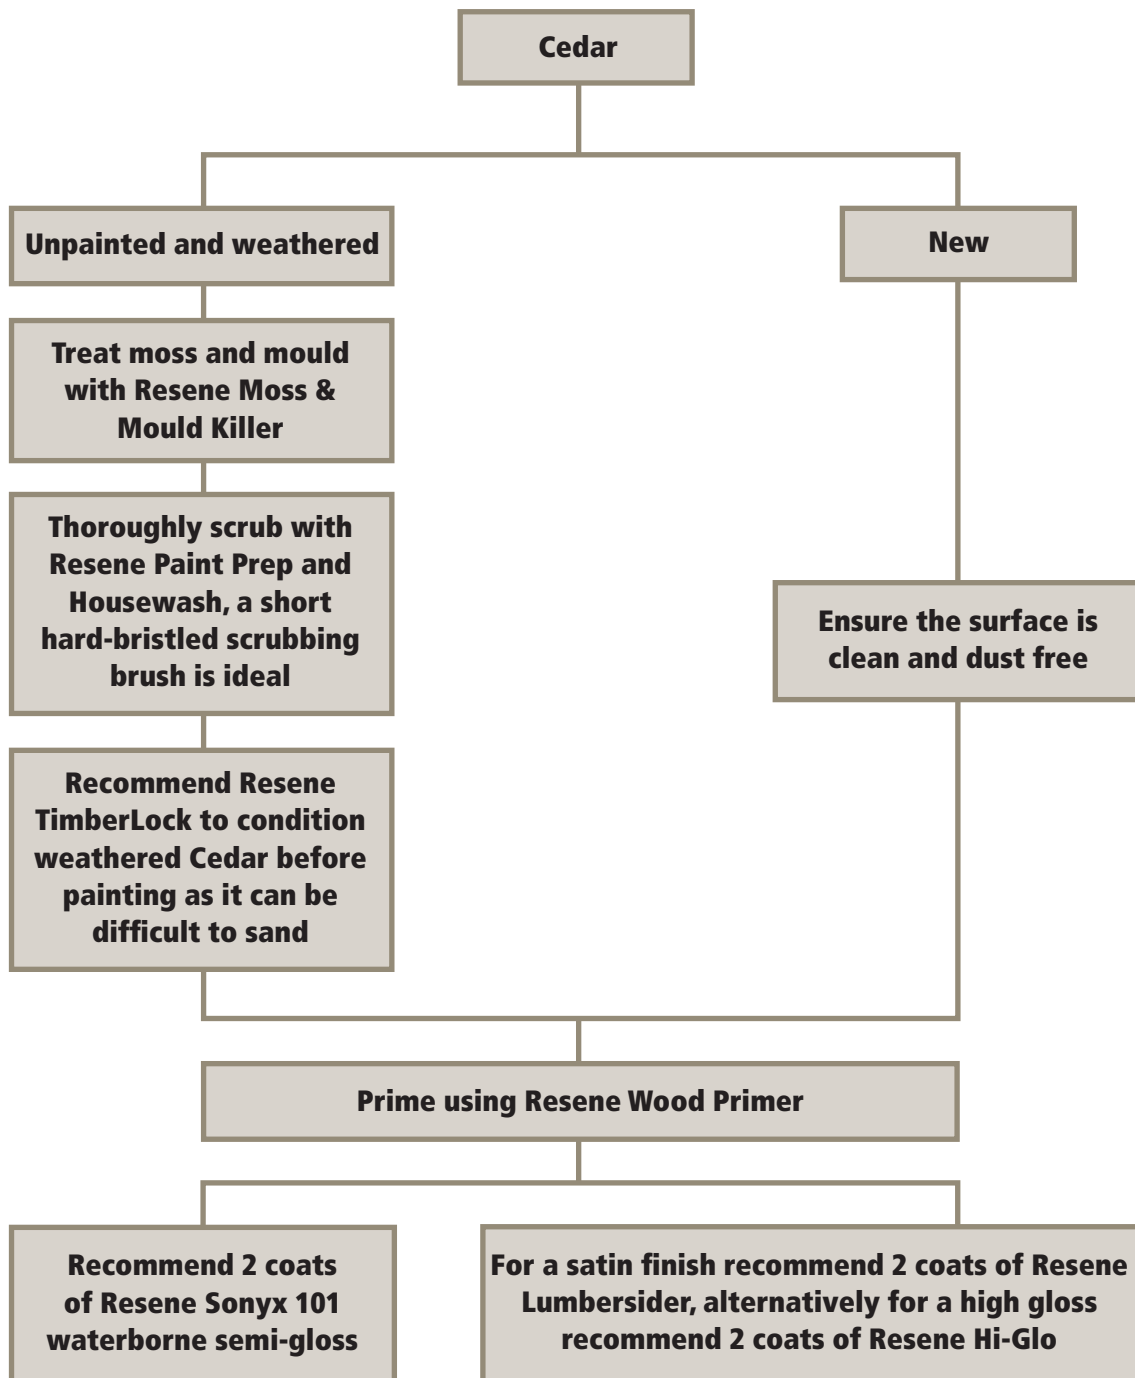 Cedar
Unpainted and weathered
New
Treat moss and mould
with Resene Moss &
Mould Killer
Thoroughly scrub with
Resene Paint Prep and
Housewash, a short
hard-bristled scrubbing
brush is ideal
Ensure the surface is
clean and dust free
Recommend Resene
TimberLock to condition
weathered Cedar before
painting as it can be
difficult to sand
Prime using Resene Wood Primer
Recommend 2 coats
of Resene Sonyx 101
waterborne semi-gloss
For a satin finish recommend 2 coats of Resene
Lumbersider, alternatively for a high gloss
recommend 2 coats of Resene Hi-Glo